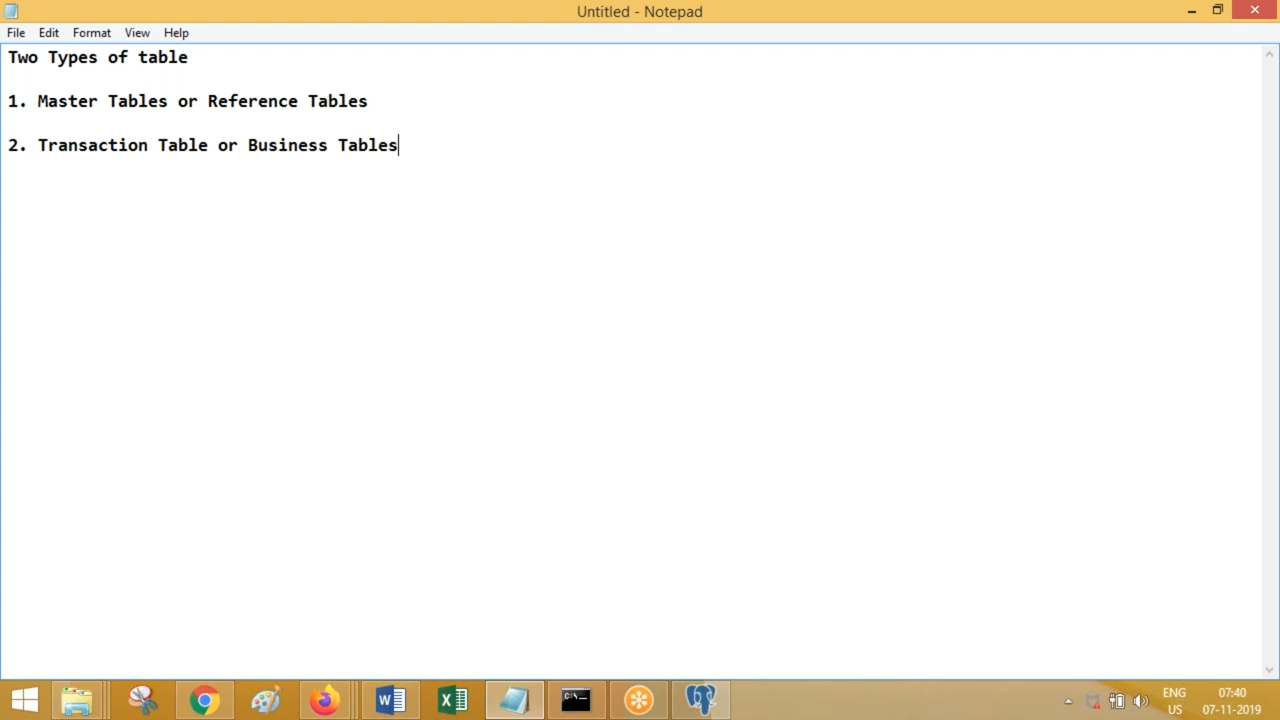 Untitled - Notepad
File Edit Format View Help
Two Types of table
1. Master Tables or Reference Tables
2. Transaction Table or Business Tables
ENG 07:40
US 07-11-2019